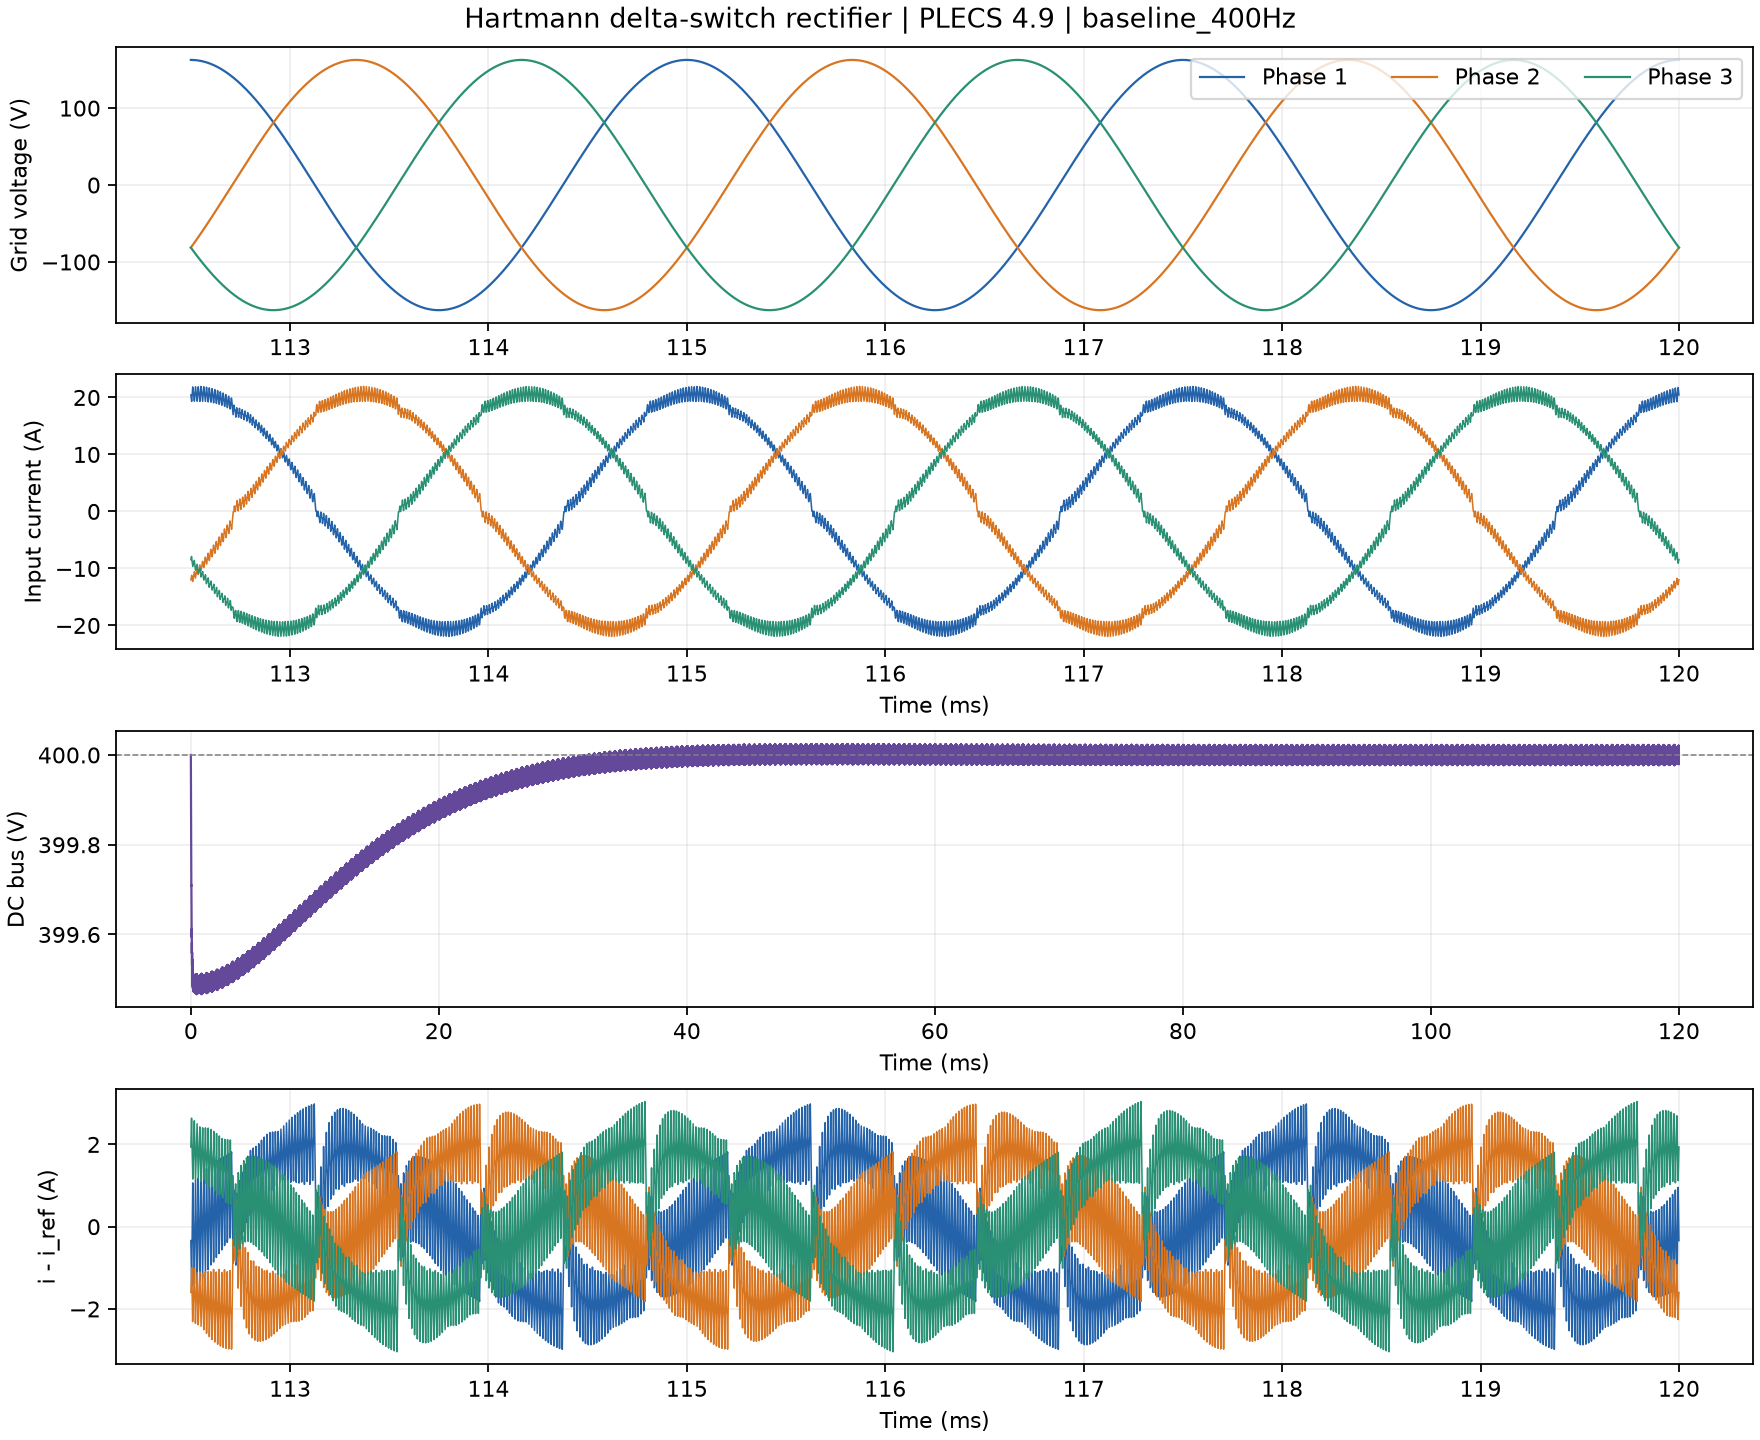 Hartmann delta-switch rectifier | PLECS 4.9 | baseline_400Hz
Grid voltage (V)
100
0
−100
Phase 1 Phase 2 Phase 3
113 114 115 116 117 118 119 120
Input current (A)
20
10
0
−10
−20
113 114 115 116 117 118 119 120
Time (ms)
DC bus (V)
400.0
399.8
399.6
0 20 40 60 80 100 120
Time (ms)
i - i_ref (A)
2
0
−2
113 114 115 116 117 118 119 120
Time (ms)